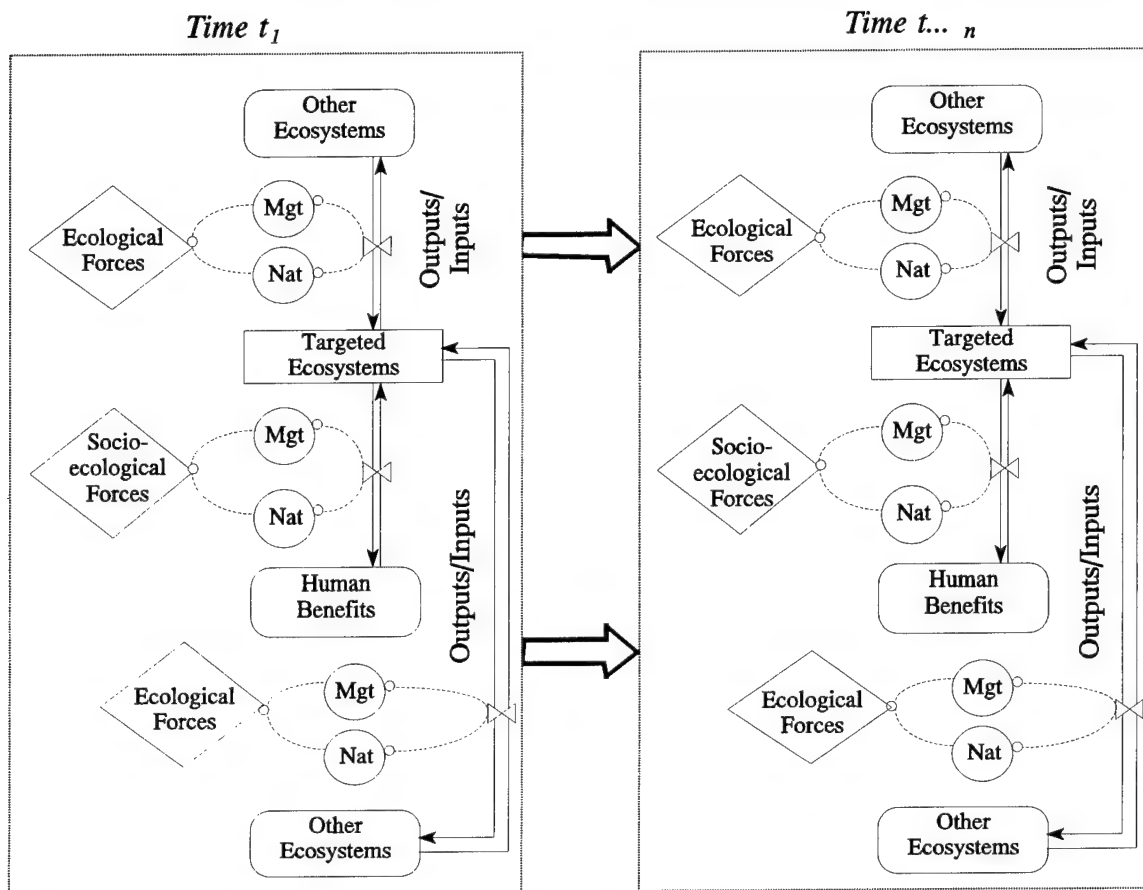 Time t1
Other
Ecosystems
Mgt
Ecological
Forces
Nat
Outputs/
Inputs
Targeted
Ecosystems
Mgt
Socio-
ecological
Forces
Nat
Outputs/Inputs
Human
Benefits
Mgt
Ecological
Forces
Nat
Other
Ecosystems
Time t... n
Other
Ecosystems
Mgt
Ecological
Forces
Nat
Outputs/
Inputs
Targeted
Ecosystems
Mgt
Socio-
ecological
Forces
Nat
Outputs/Inputs
Human
Benefits
Mgt
Ecological
Forces
Nat
Other
Ecosystems